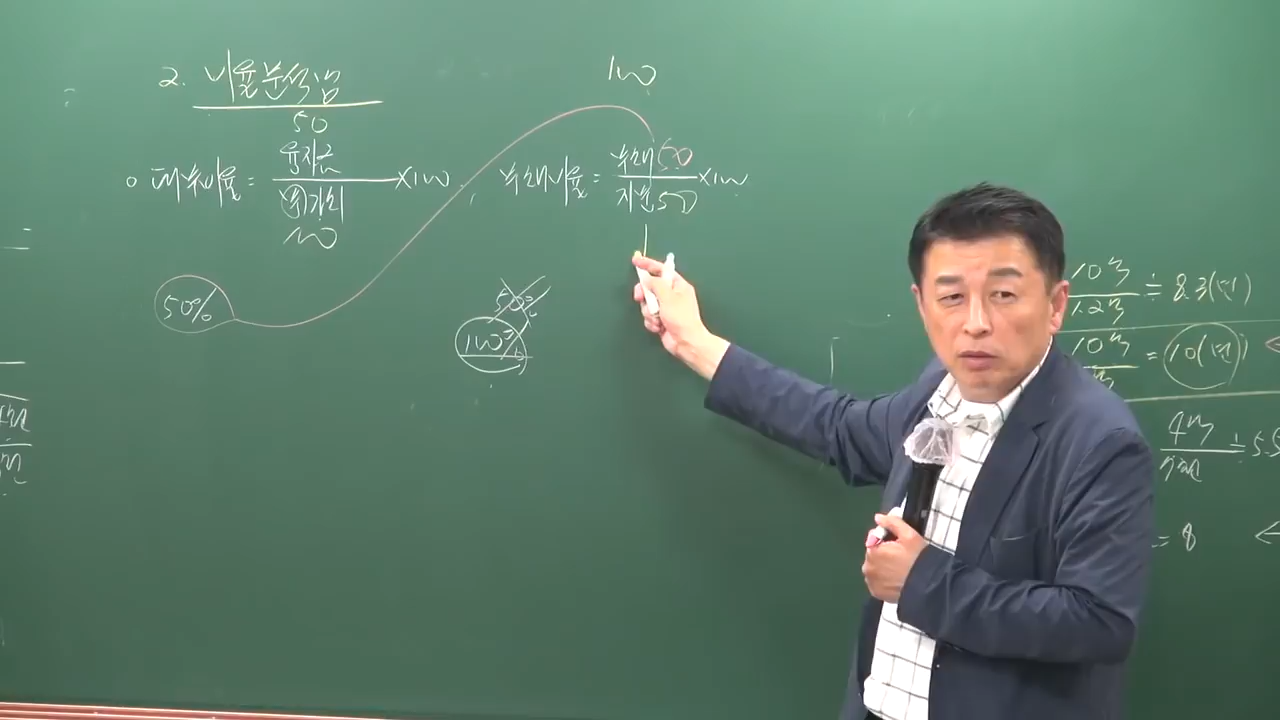 2. 비율분석법
100
50
ㅇ 대부비율 = 융자금 / 부가치 ×100
100
부채비율 = 부채 50 / 지분 50 ×100
50%
50%
100%
10억 / 1.2억 ≒ 8.3(년)
10억 / 억 = 10(년)
4억 ≒ 5.5
= 8